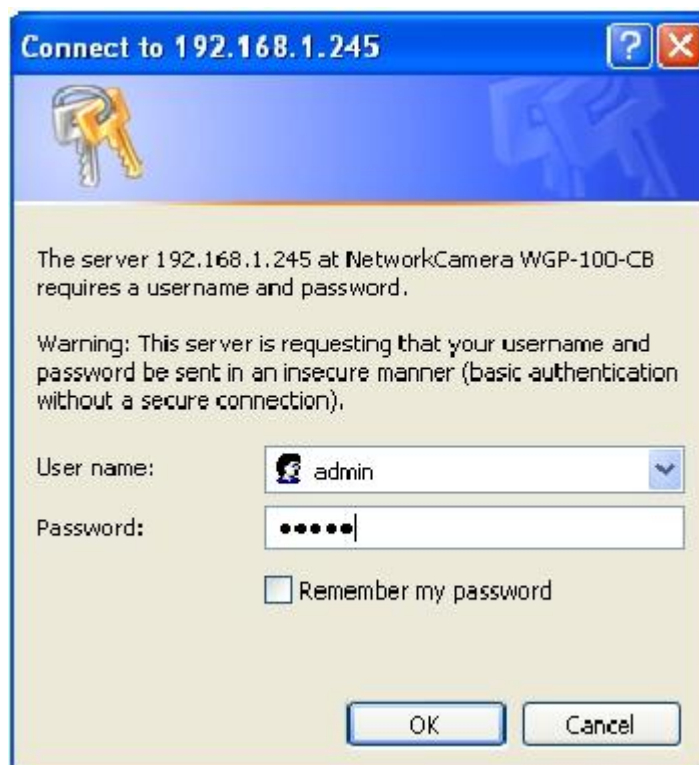 Connect to 192.168.1.245
?
The server 192.168.1.245 at NetworkCamera WGP-100-CB
requires a username and password.
Warning: This server is requesting that your username and
password be sent in an insecure manner (basic authentication
without a secure connection).
User name: admin
Password: •••••
Remember my password
OK Cancel